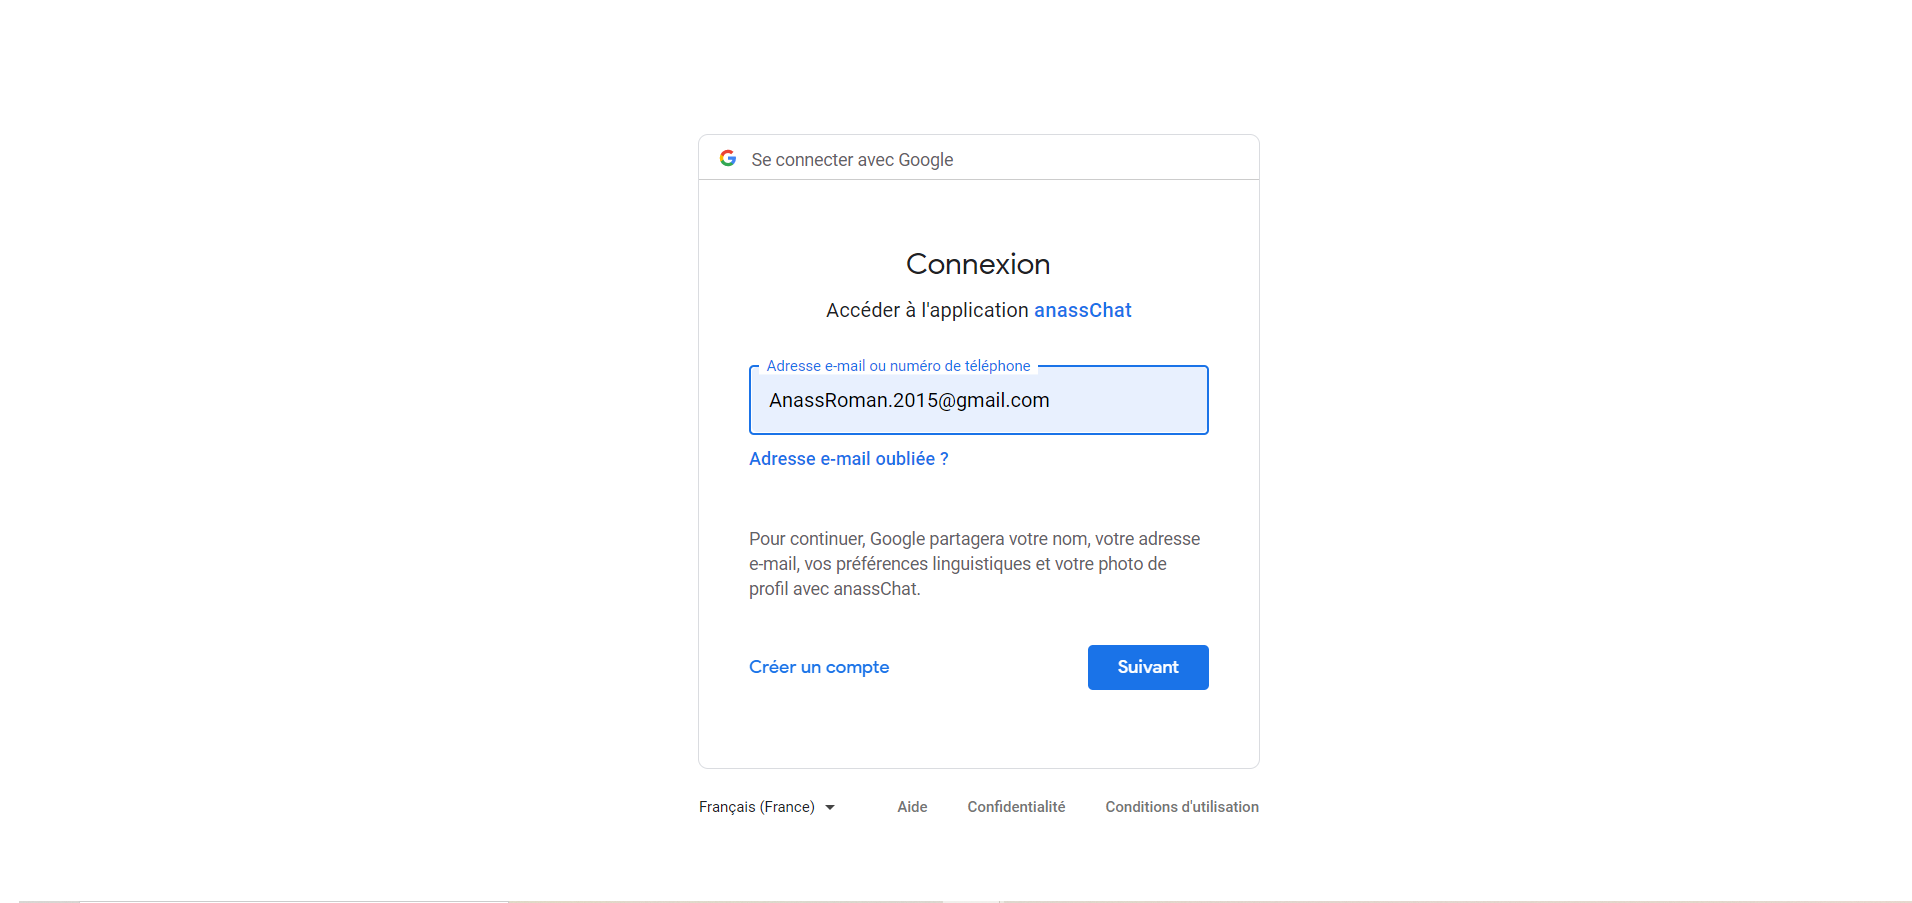 Se connecter avec Google
Connexion
Accéder à l'application anassChat
Adresse e-mail ou numéro de téléphone
AnassRoman.2015@gmail.com
Adresse e-mail oubliée ?
Pour continuer, Google partagera votre nom, votre adresse
e-mail, vos préférences linguistiques et votre photo de
profil avec anassChat.
Créer un compte
Suivant
Français (France)
Aide
Confidentialité
Conditions d'utilisation